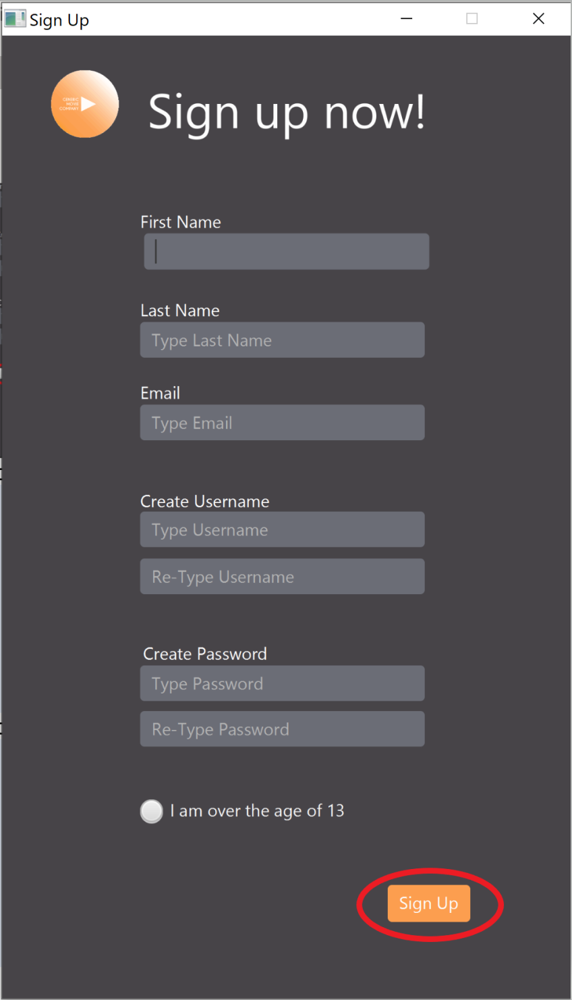 Sign Up
GENERIC
MOVIE
COMPANY
Sign up now!
First Name
Last Name
Type Last Name
Email
Type Email
Create Username
Type Username
Re-Type Username
Create Password
Type Password
Re-Type Password
I am over the age of 13
Sign Up